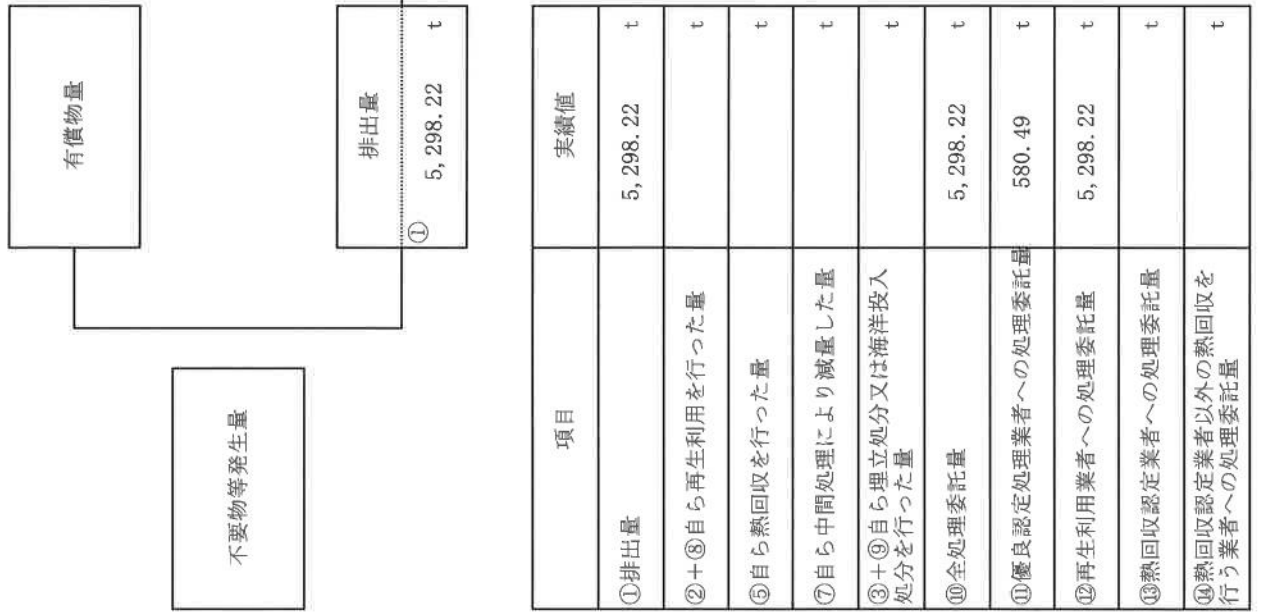 不要物等発生量
有償物量
排出量
① 5,298.22 t
項目 実績値
①排出量 5,298.22 t
②+⑧自ら再生利用を行った量 t
⑤自ら熱回収を行った量 t
⑦自ら中間処理により減量した量 t
③+⑨自ら埋立処分又は海洋投入
処分を行った量 t
⑩全処理委託量 5,298.22 t
⑪優良認定処理業者への処理委託量 580.49 t
⑫再生利用業者への処理委託量 5,298.22 t
⑬熱回収認定業者への処理委託量 t
⑭熱回収認定業者以外の熱回収を
行う業者への処理委託量 t